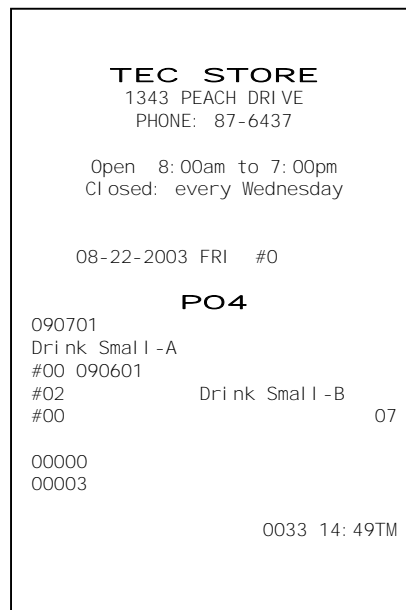 TEC STORE
1343 PEACH DRIVE
PHONE: 87-6437
Open 8:00am to 7:00pm
Closed: every Wednesday
08-22-2003 FRI #0
PO4
090701
Drink Small-A
#00 090601
#02 Drink Small-B
#00 07
00000
00003
0033 14:49TM